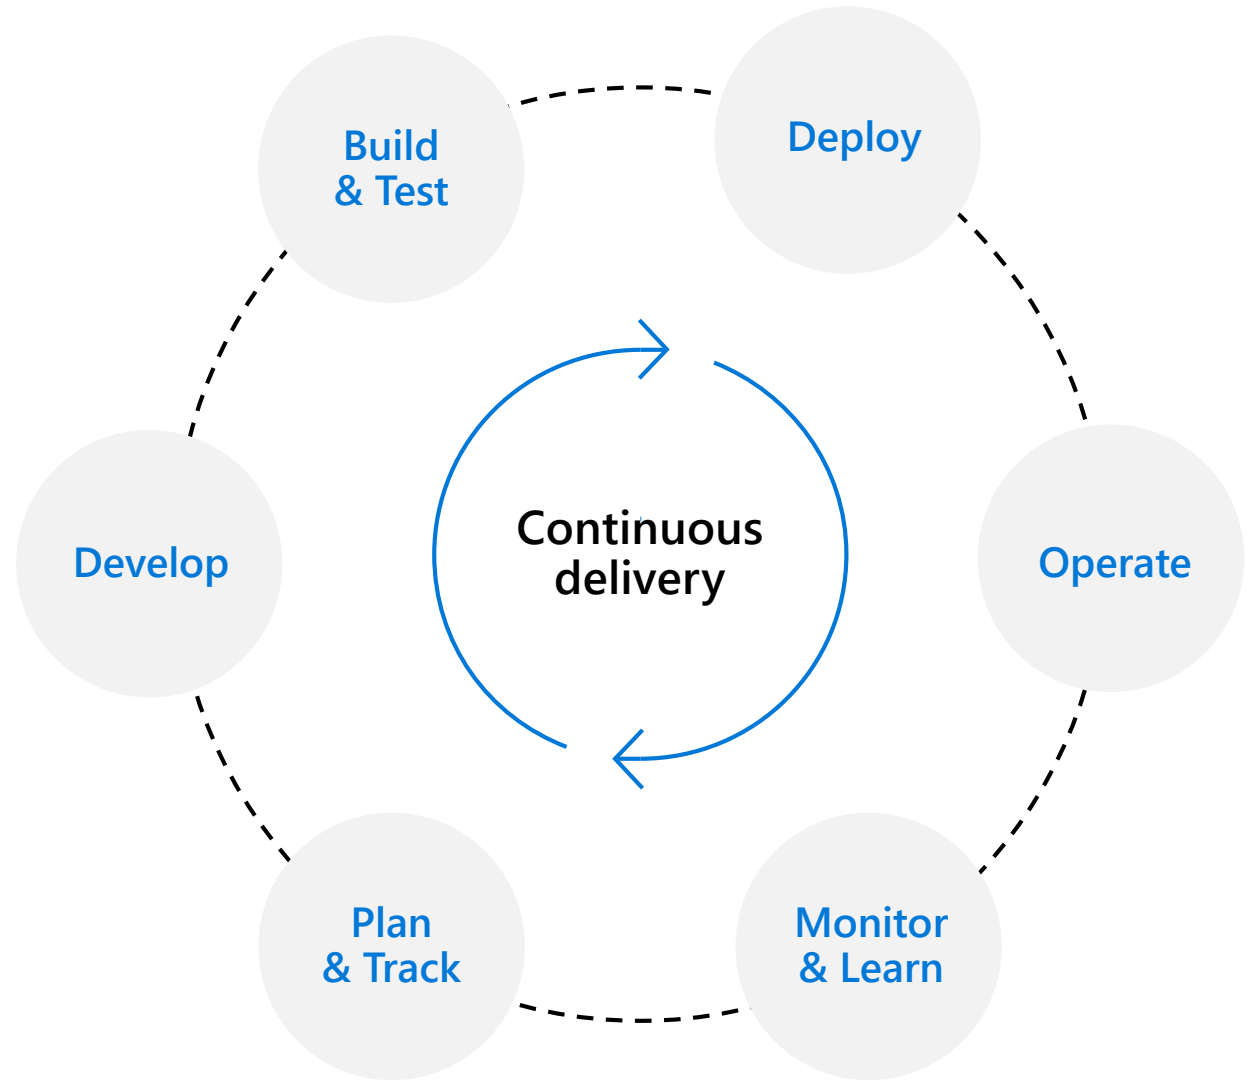 Build
& Test
Deploy
Develop
Continuous
delivery
Operate
Plan
& Track
Monitor
& Learn